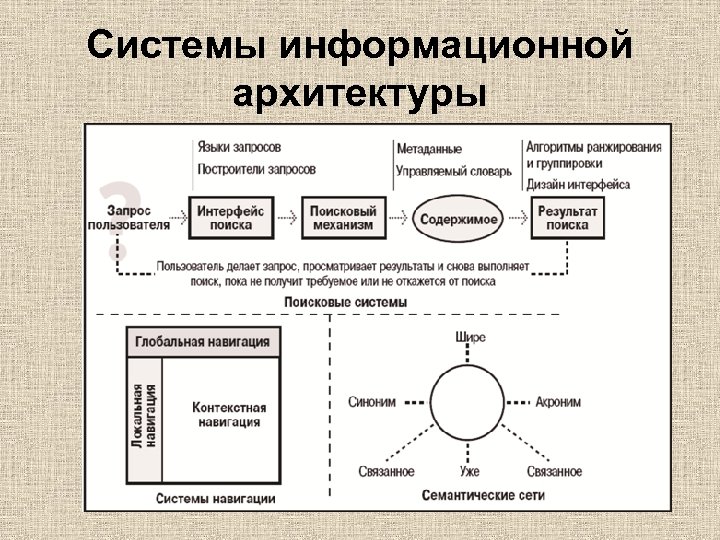 Системы информационной
архитектуры
Языки запросов
Построители запросов
Метаданные
Управляемый словарь
Алгоритмы ранжирования
и группировки
Дизайн интерфейса
?
Запрос
пользователя
Интерфейс
поиска
Поисковый
механизм
Содержимое
Результат
поиска
Пользователь делает запрос, просматривает результаты и снова выполняет
поиск, пока не получит требуемое или не откажется от поиска
Поисковые системы
Глобальная навигация
Локальная
навигация
Контекстная
навигация
Системы навигации
Шире
Синоним
Акроним
Связанное
Уже
Связанное
Семантические сети